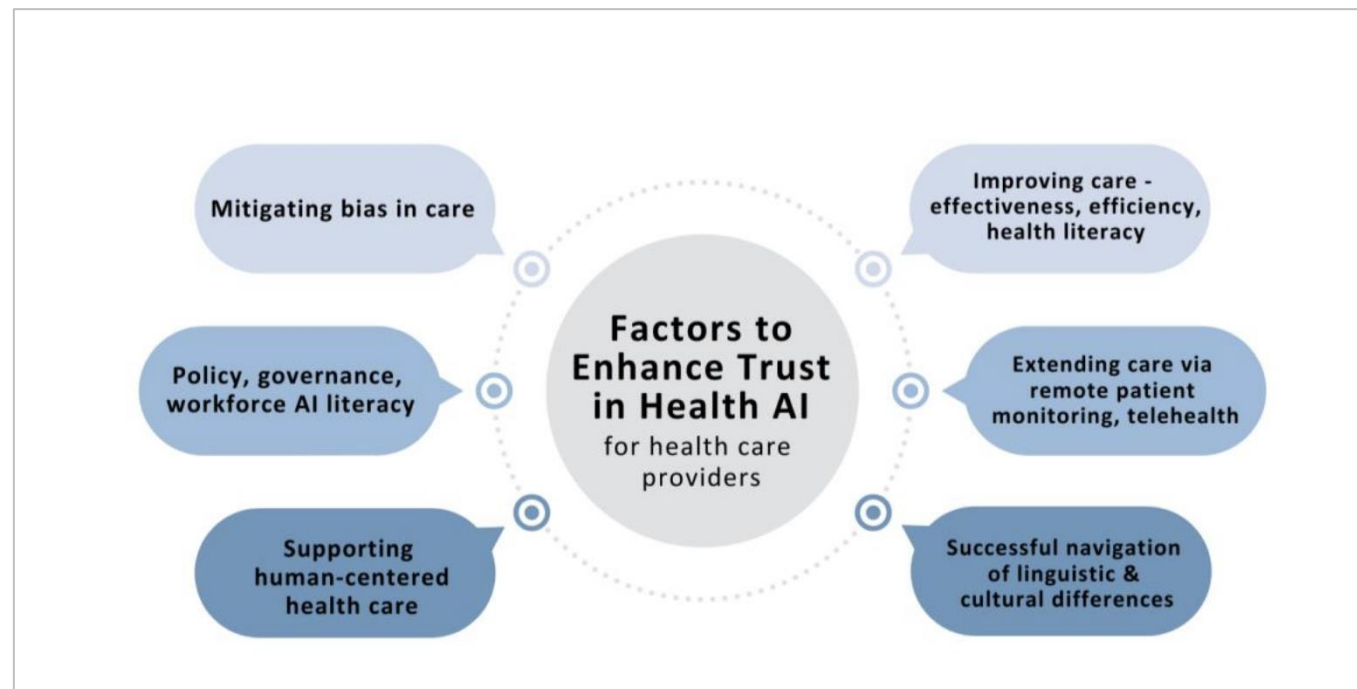 Mitigating bias in care
Policy, governance,
workforce AI literacy
Supporting
human-centered
health care
Factors to
Enhance Trust
in Health AI
for health care
providers
Improving care -
effectiveness, efficiency,
health literacy
Extending care via
remote patient
monitoring, telehealth
Successful navigation
of linguistic &
cultural differences